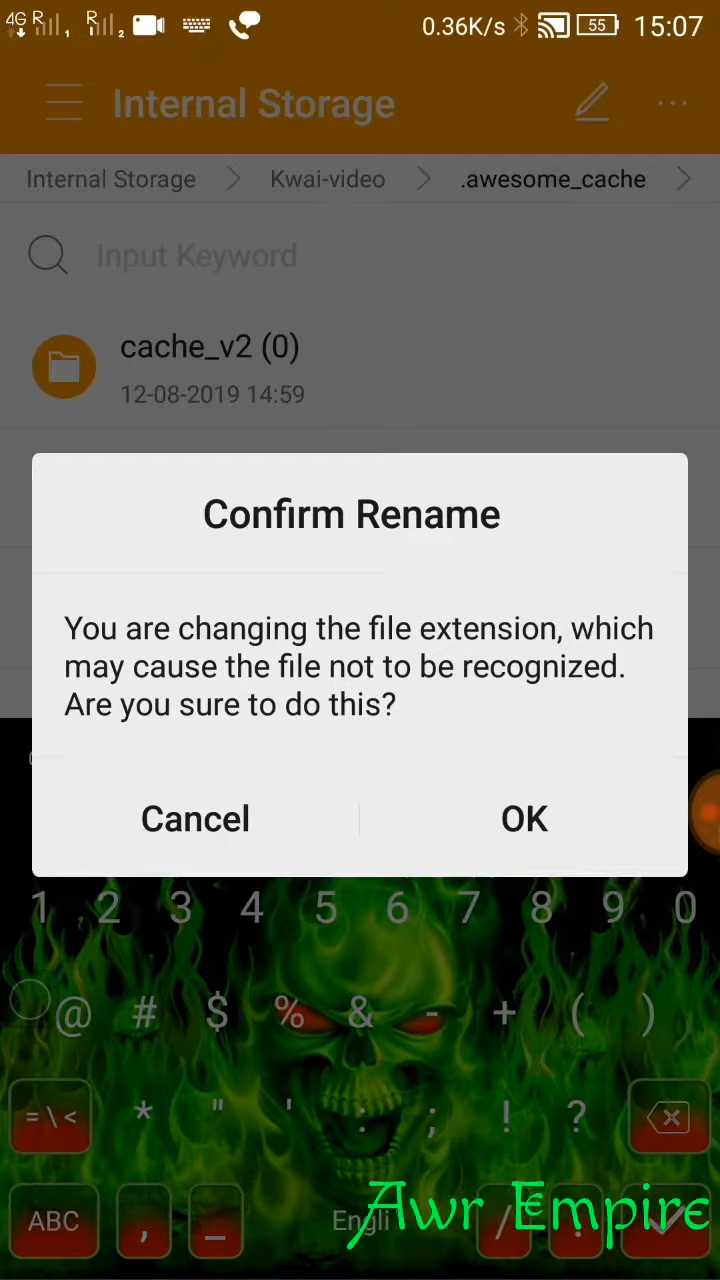 4G R 1 R 2 0.36K/s 55 15:07
Internal Storage
Internal Storage Kwai-video .awesome_cache
Input Keyword
cache_v2 (0)
12-08-2019 14:59
Confirm Rename
You are changing the file extension, which
may cause the file not to be recognized.
Are you sure to do this?
Cancel OK
1 2 3 4 5 6 7 8 9 0
@ # $ % & - + ( )
= \ < * " ' : ; ! ?
ABC , _ Engli /
Awr Empire